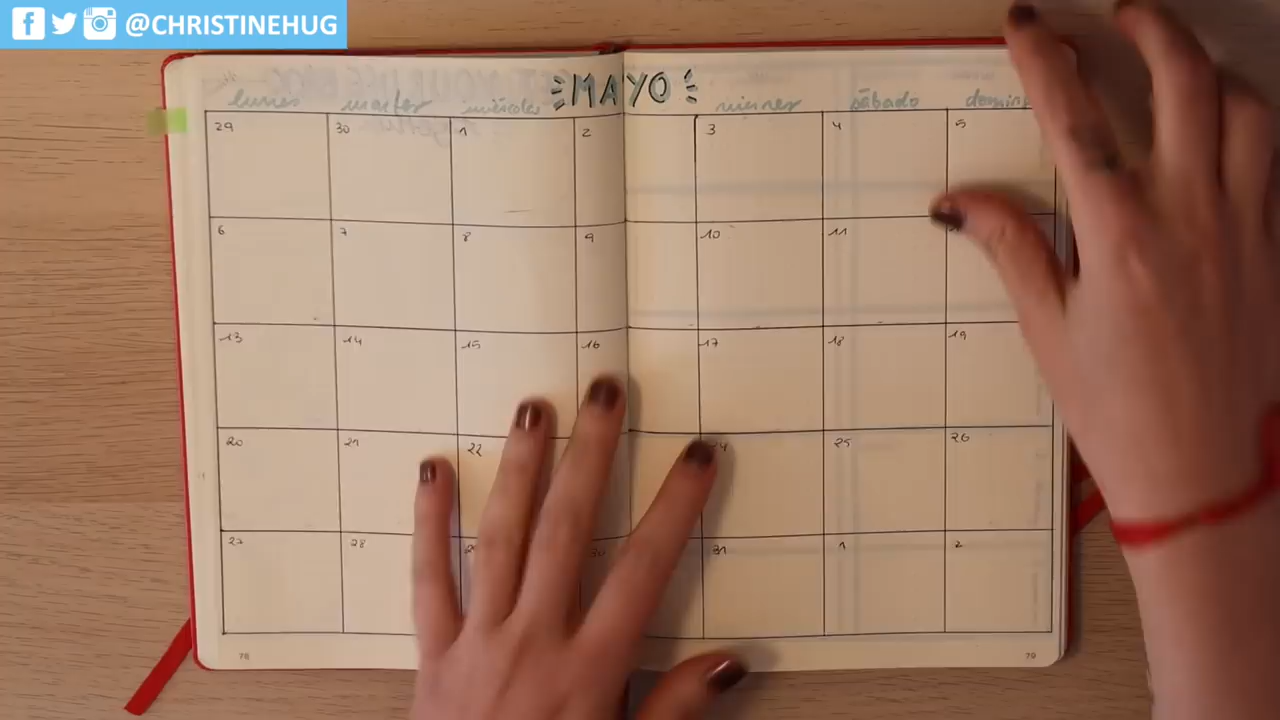 @CHRISTINEHUG
MAYO
lunes martes miércoles viernes sábado
29 30 1 2 3 4 5
6 7 8 9 10 11
13 14 15 16 17 18 19
20 21 22 24 25 26
27 28 30 31 1 2
78 79